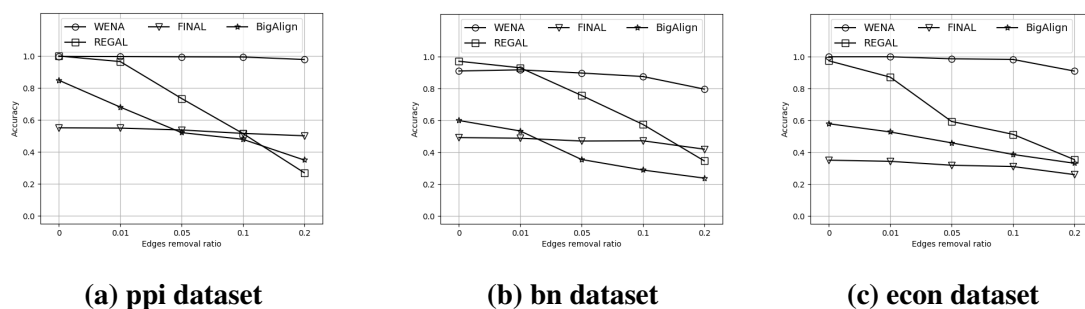 WENA FINAL BigAlign
REGAL
1.0
0.8
0.6
0.4
0.2
0.0
Accuracy
0 0.01 0.05 0.1 0.2
Edges removal ratio
(a) ppi dataset
WENA FINAL BigAlign
REGAL
1.0
0.8
0.6
0.4
0.2
0.0
Accuracy
0 0.01 0.05 0.1 0.2
Edges removal ratio
(b) bn dataset
WENA FINAL BigAlign
REGAL
1.0
0.8
0.6
0.4
0.2
0.0
Accuracy
0 0.01 0.05 0.1 0.2
Edges removal ratio
(c) econ dataset